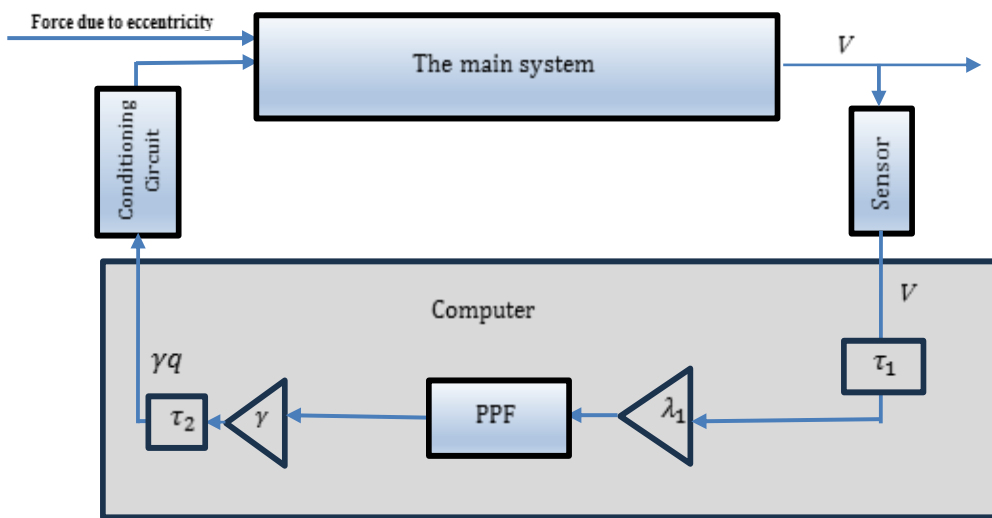 Force due to eccentricity
The main system
V
Conditioning
Circuit
Sensor
Computer
V
γq
τ₁
λ₁
PPF
γ
τ₂